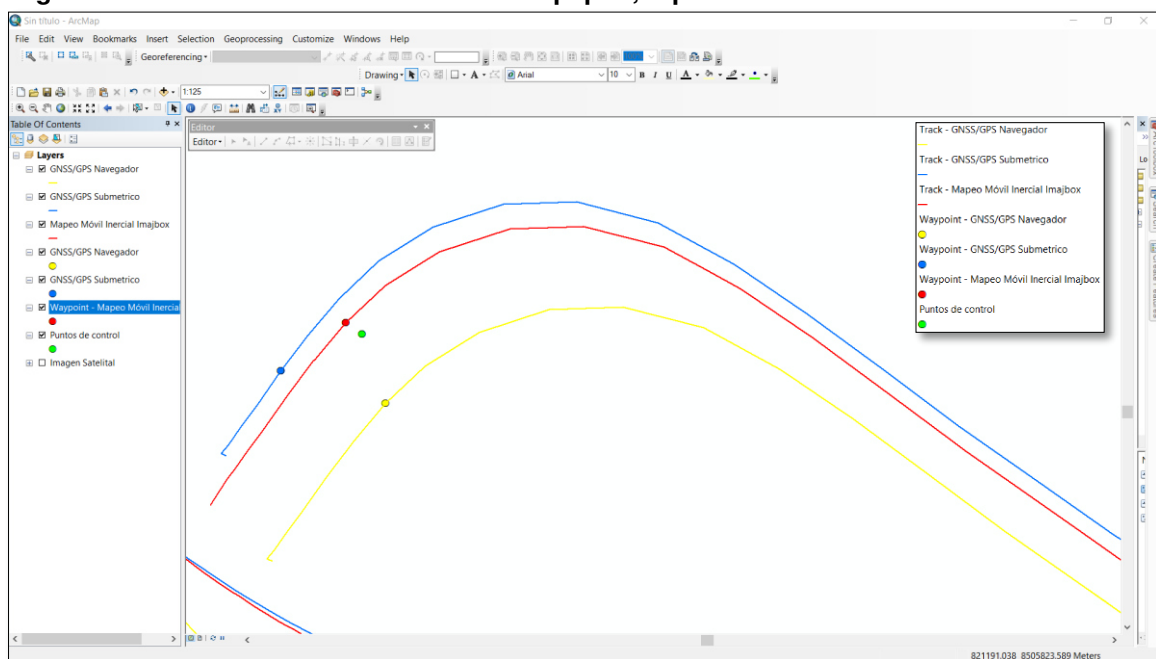 Sin título - ArcMap
File Edit View Bookmarks Insert Selection Geoprocessing Customize Windows Help
Georeferencing
Drawing A Arial 10 B I U A
1:125
Table Of Contents
Layers
GNSS/GPS Navegador
GNSS/GPS Submetrico
Mapeo Móvil Inercial Imajbox
GNSS/GPS Navegador
GNSS/GPS Submetrico
Waypoint - Mapeo Móvil Inercia
Puntos de control
Imagen Satelital
Editor
Editor
Track - GNSS/GPS Navegador
Track - GNSS/GPS Submetrico
Track - Mapeo Móvil Inercial Imajbox
Waypoint - GNSS/GPS Navegador
Waypoint - GNSS/GPS Submetrico
Waypoint - Mapeo Móvil Inercial Imajbox
Puntos de control
Lo
821191.038 8505823.589 Meters